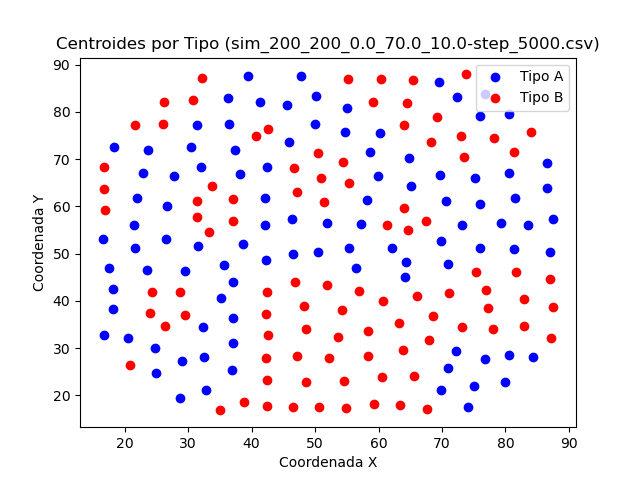 Centroides por Tipo (sim_200_200_0.0_70.0_10.0-step_5000.csv)
Tipo A
Tipo B
90
80
70
60
50
40
30
20
Coordenada Y
20 30 40 50 60 70 80 90
Coordenada X